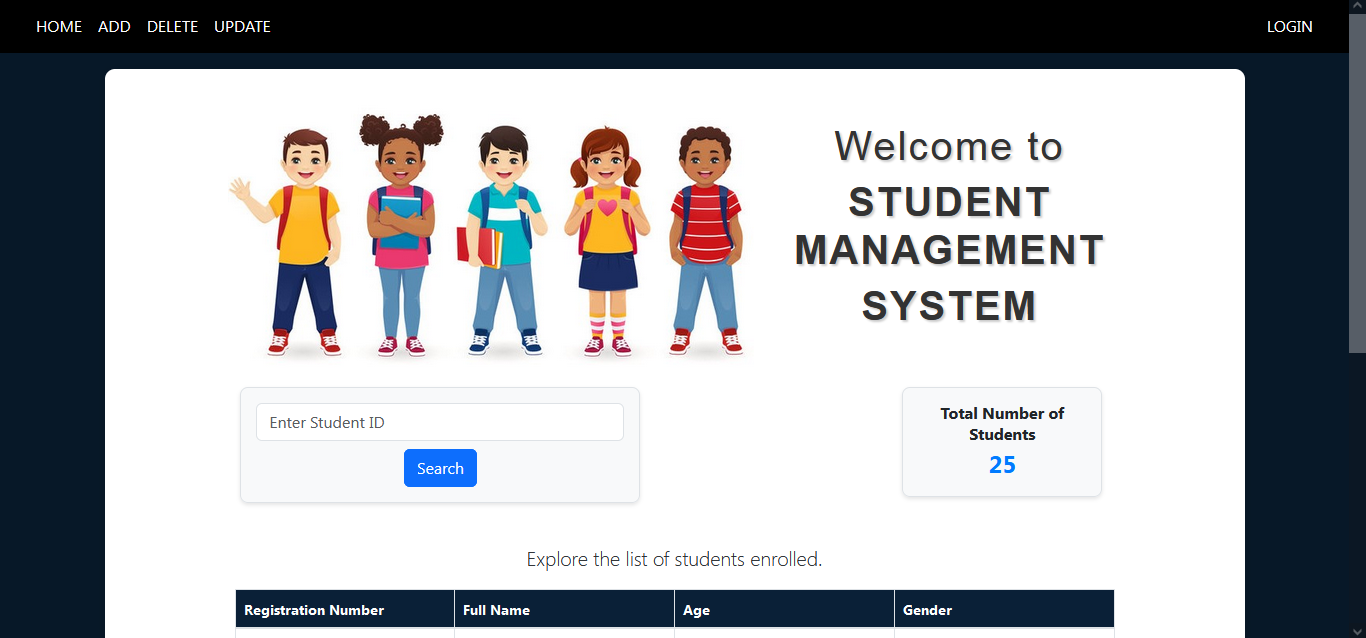 HOME ADD DELETE UPDATE LOGIN
Welcome to
STUDENT
MANAGEMENT
SYSTEM
Enter Student ID
Search
Total Number of
Students
25
Explore the list of students enrolled.
Registration Number Full Name Age Gender